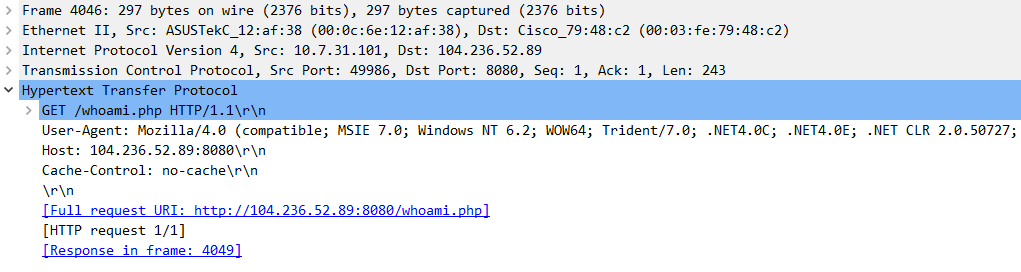 Frame 4046: 297 bytes on wire (2376 bits), 297 bytes captured (2376 bits)
Ethernet II, Src: ASUSTekC_12:af:38 (00:0c:6e:12:af:38), Dst: Cisco_79:48:c2 (00:03:fe:79:48:c2)
Internet Protocol Version 4, Src: 10.7.31.101, Dst: 104.236.52.89
Transmission Control Protocol, Src Port: 49986, Dst Port: 8080, Seq: 1, Ack: 1, Len: 243
Hypertext Transfer Protocol
GET /whoami.php HTTP/1.1\r\n
User-Agent: Mozilla/4.0 (compatible; MSIE 7.0; Windows NT 6.2; WOW64; Trident/7.0; .NET4.0C; .NET4.0E; .NET CLR 2.0.50727;
Host: 104.236.52.89:8080\r\n
Cache-Control: no-cache\r\n
\r\n
[Full request URI: http://104.236.52.89:8080/whoami.php]
[HTTP request 1/1]
[Response in frame: 4049]